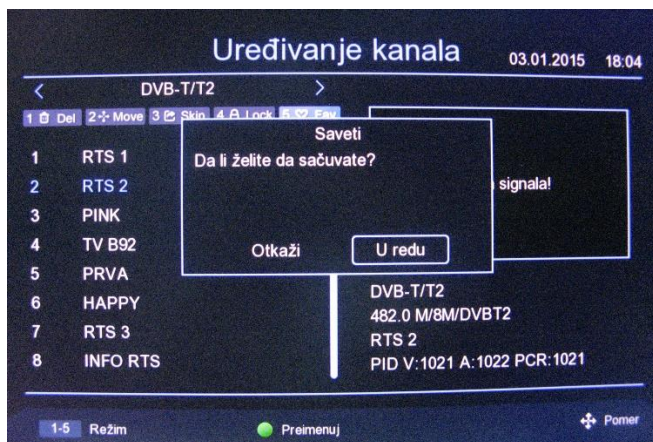 Uređivanje kanala
03.01.2015 18:04
DVB-T/T2
1 Del 2 Move 3 Skip 4 Lock 5 Fav
Saveti
Da li želite da sačuvate?
Otkaži U redu
1 RTS 1
2 RTS 2
3 PINK
4 TV B92
5 PRVA
6 HAPPY
7 RTS 3
8 INFO RTS
signala!
DVB-T/T2
482.0 M/8M/DVBT2
RTS 2
PID V:1021 A:1022 PCR:1021
1-5 Režim
Preimenuj
Pomer